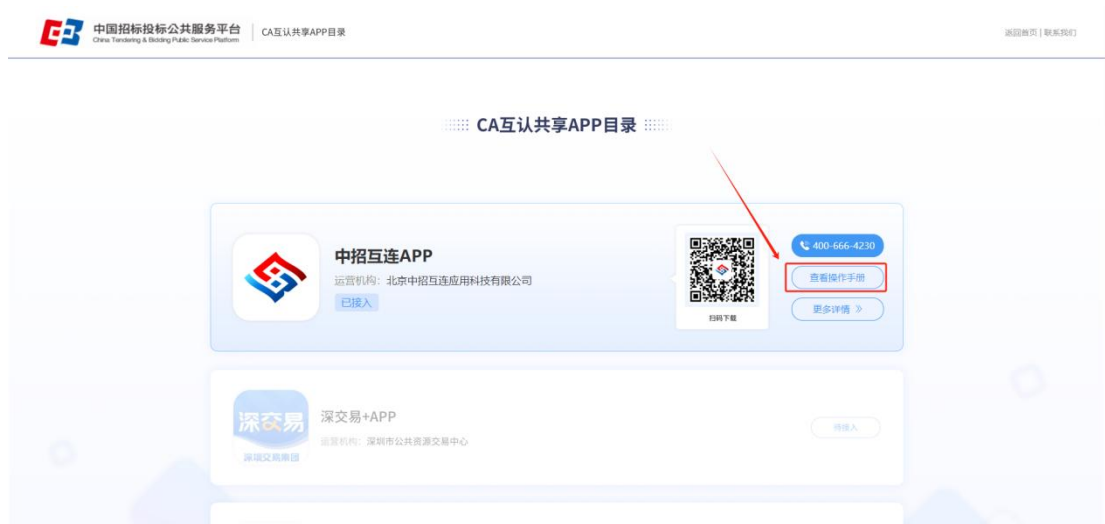 中国招标投标公共服务平台
China Tendering & Bidding Public Service Platform
CA互认共享APP目录
返回首页 | 联系我们
CA互认共享APP目录
中招互连APP
运营机构：北京中招互连应用科技有限公司
已接入
扫码下载
400-666-4230
查看操作手册
更多详情 》
深交易
深圳交易集团
深交易+APP
运营机构：深圳市公共资源交易中心
待接入